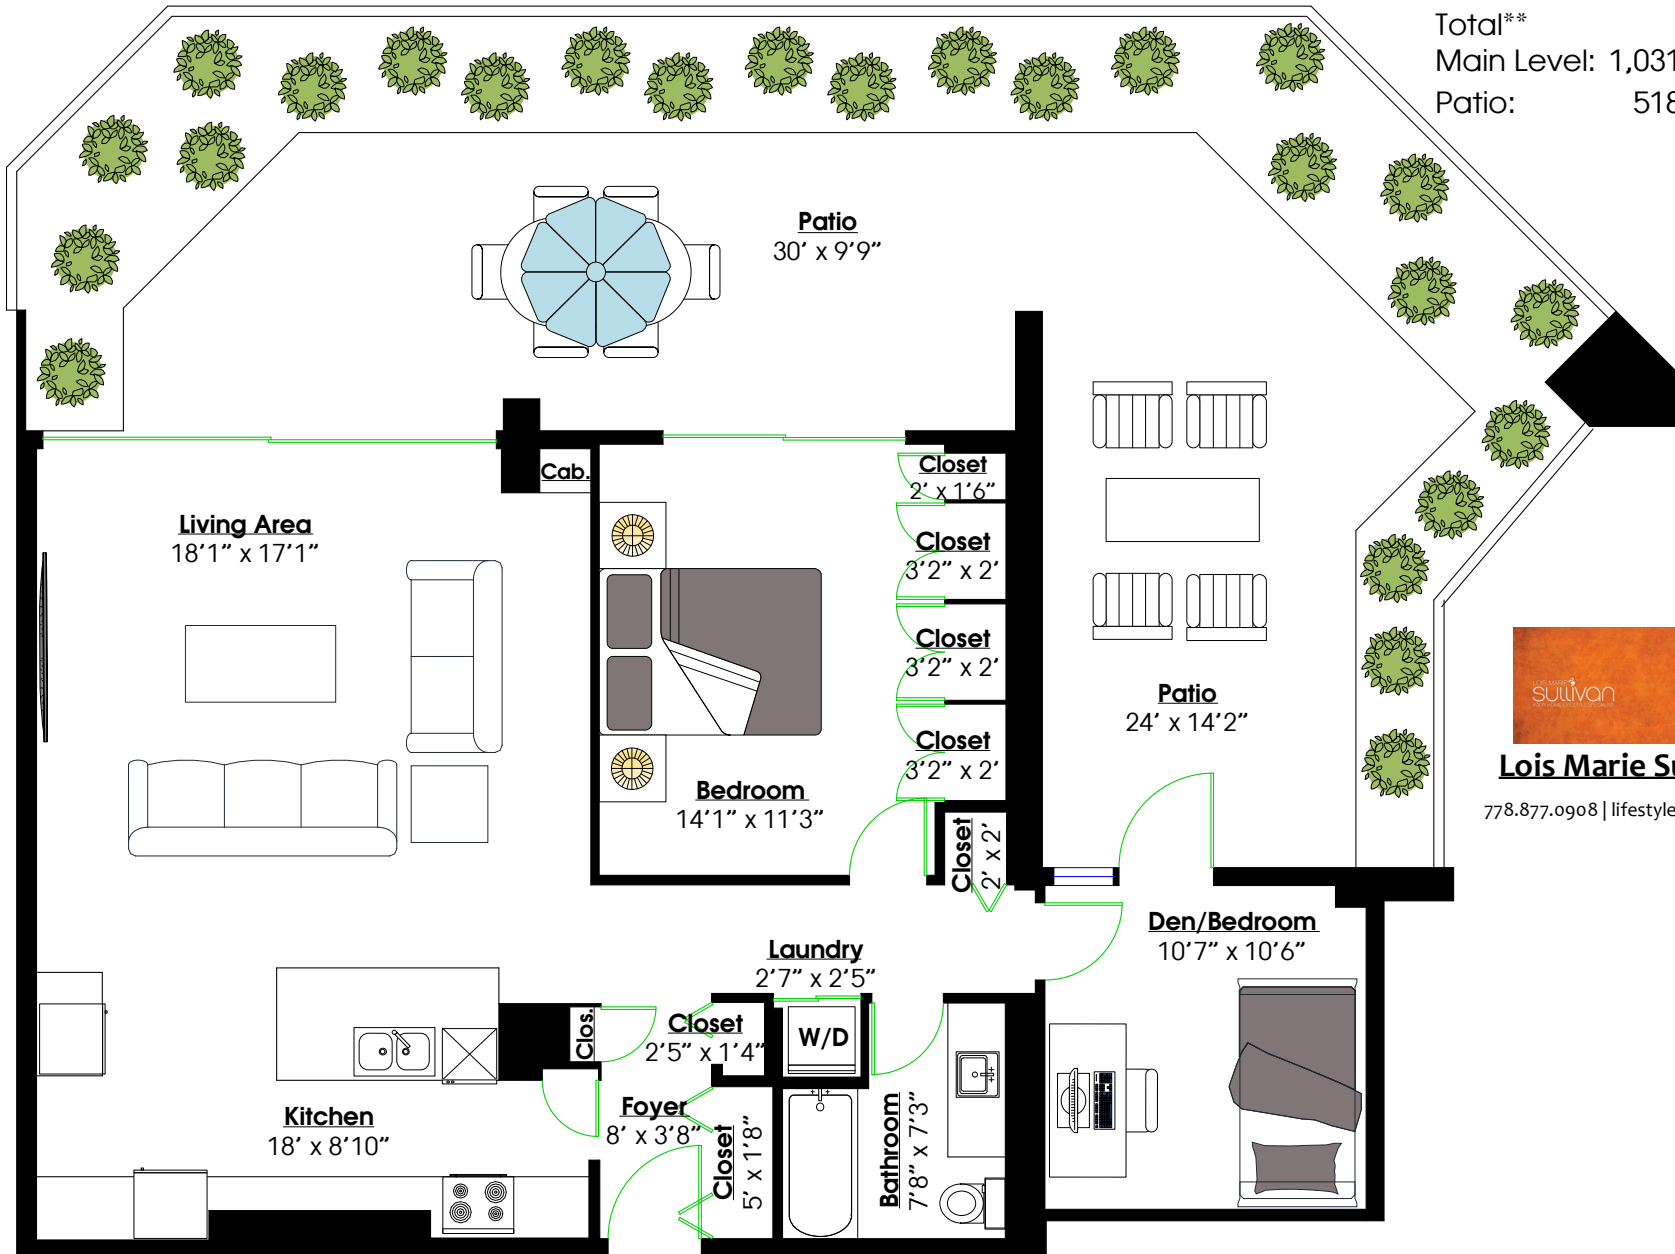 Total**
Main Level: 1,031
Patio: 518
Patio
30' x 9'9"
Cab.
Closet
2' x 1'6"
Living Area
18'1" x 17'1"
Closet
3'2" x 2'
Closet
3'2" x 2'
Patio
24' x 14'2"
Closet
3'2" x 2'
Bedroom
14'1" x 11'3"
Closet
2' x 2'
LOIS MARIE
sullivan
Lois Marie Su
778.877.0908 | lifestyle
Den/Bedroom
10'7" x 10'6"
Laundry
2'7" x 2'5"
Clos.
Closet
2'5" x 1'4"
W/D
Kitchen
18' x 8'10"
Foyer
8' x 3'8"
Closet
5' x 1'8"
Bathroom
7'8" x 7'3"